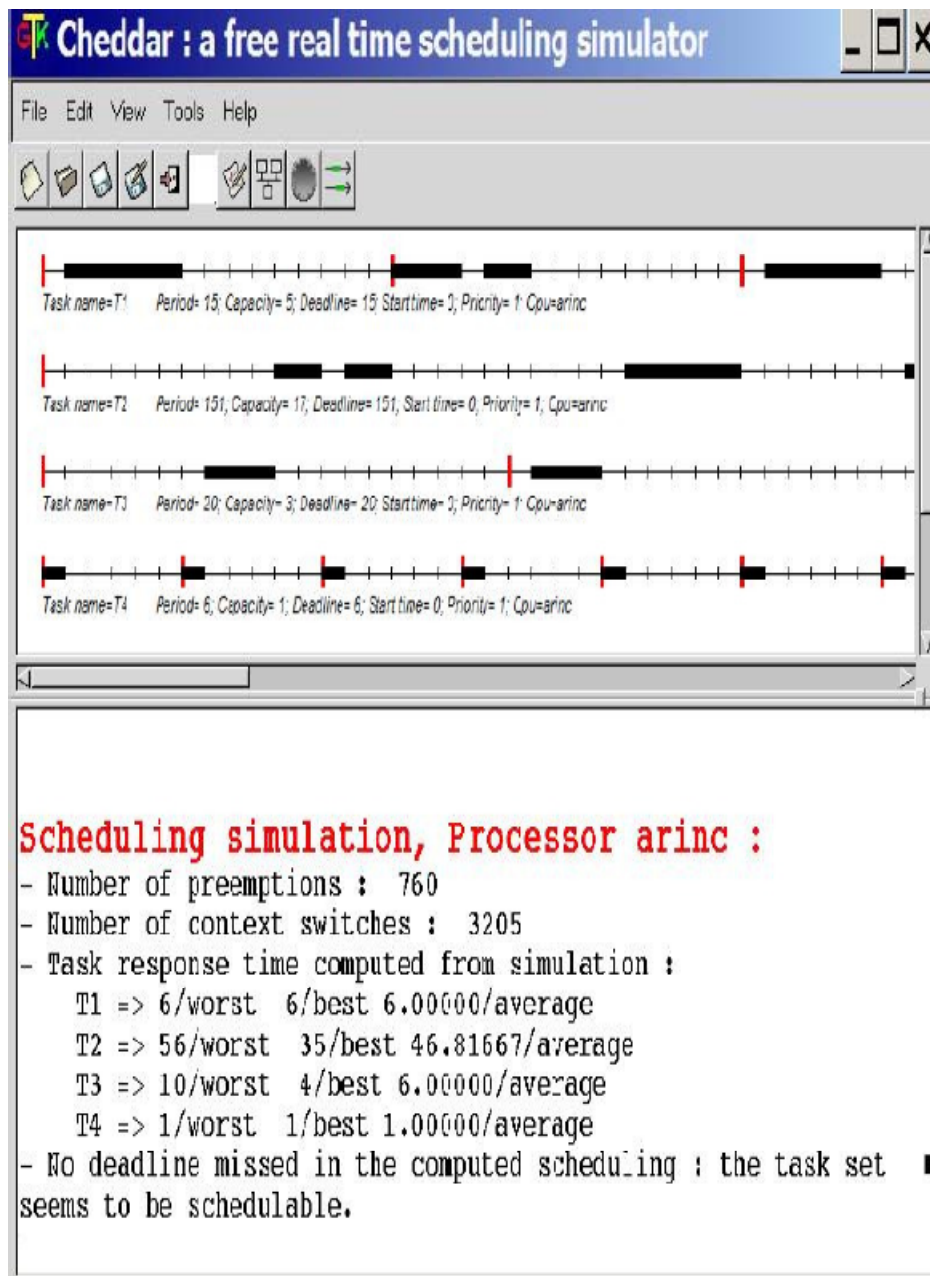 GTK Cheddar : a free real time scheduling simulator
File Edit View Tools Help
Task name=T1 Period= 15; Capacity= 5; Deadline= 15; Start time= 0; Priority= 1; Cpu=arinc
Task name=T2 Period= 151; Capacity= 17; Deadline= 151; Start time= 0; Priority= 1; Cpu=arinc
Task name=T3 Period= 20; Capacity= 3; Deadline= 20; Start time= 0; Priority= 1; Cpu=arinc
Task name=T4 Period= 6; Capacity= 1; Deadline= 6; Start time= 0; Priority= 1; Cpu=arinc
Scheduling simulation, Processor arinc :
- Number of preemptions : 760
- Number of context switches : 3205
- Task response time computed from simulation :
T1 => 6/worst 6/best 6.00000/average
T2 => 56/worst 35/best 46.81667/average
T3 => 10/worst 4/best 6.00000/average
T4 => 1/worst 1/best 1.00000/average
- No deadline missed in the computed scheduling : the task set
seems to be schedulable.